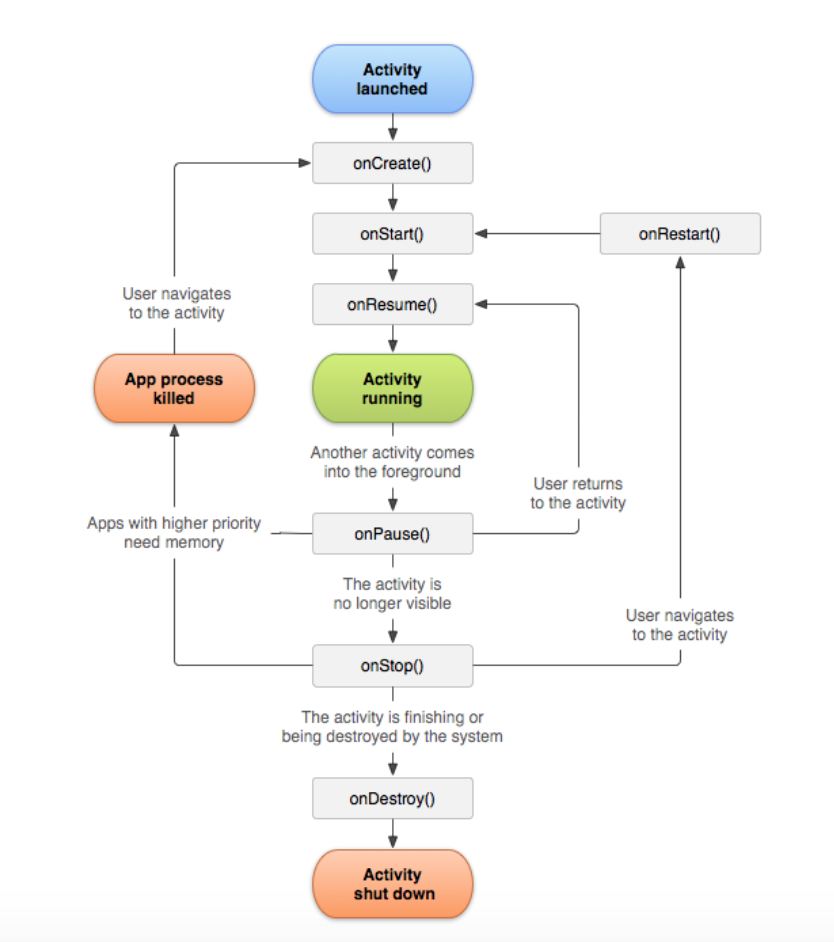 Activity
launched
onCreate()
onStart()
onRestart()
User navigates
to the activity
onResume()
App process
killed
Activity
running
Another activity comes
into the foreground
User returns
to the activity
Apps with higher priority
need memory
onPause()
The activity is
no longer visible
User navigates
to the activity
onStop()
The activity is finishing or
being destroyed by the system
onDestroy()
Activity
shut down